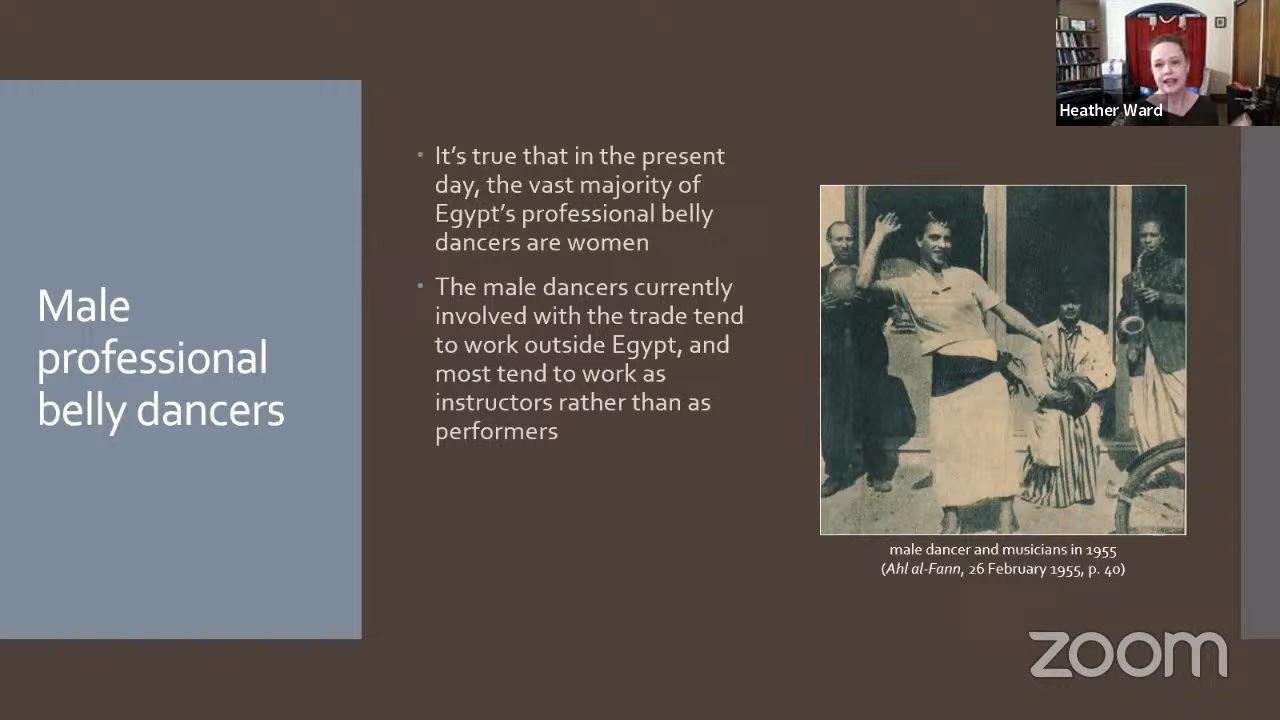 Heather Ward
Male
professional
belly dancers
• It's true that in the present
day, the vast majority of
Egypt's professional belly
dancers are women
• The male dancers currently
involved with the trade tend
to work outside Egypt, and
most tend to work as
instructors rather than as
performers
male dancer and musicians in 1955
(Ahl al-Fann, 26 February 1955, p. 40)
zoom